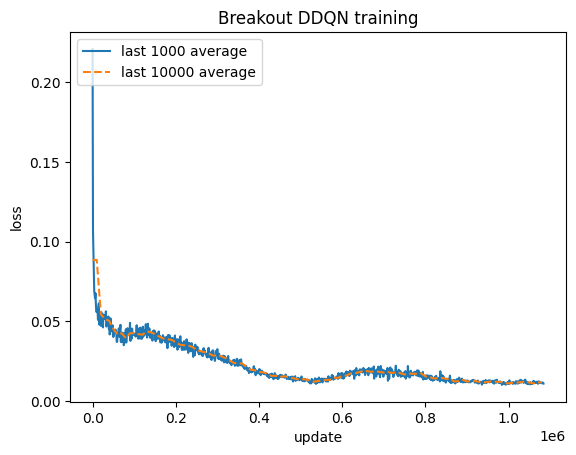 Breakout DDQN training
last 1000 average
last 10000 average
loss
0.20
0.15
0.10
0.05
0.00
0.0
0.2
0.4
0.6
0.8
1.0
1e6
update